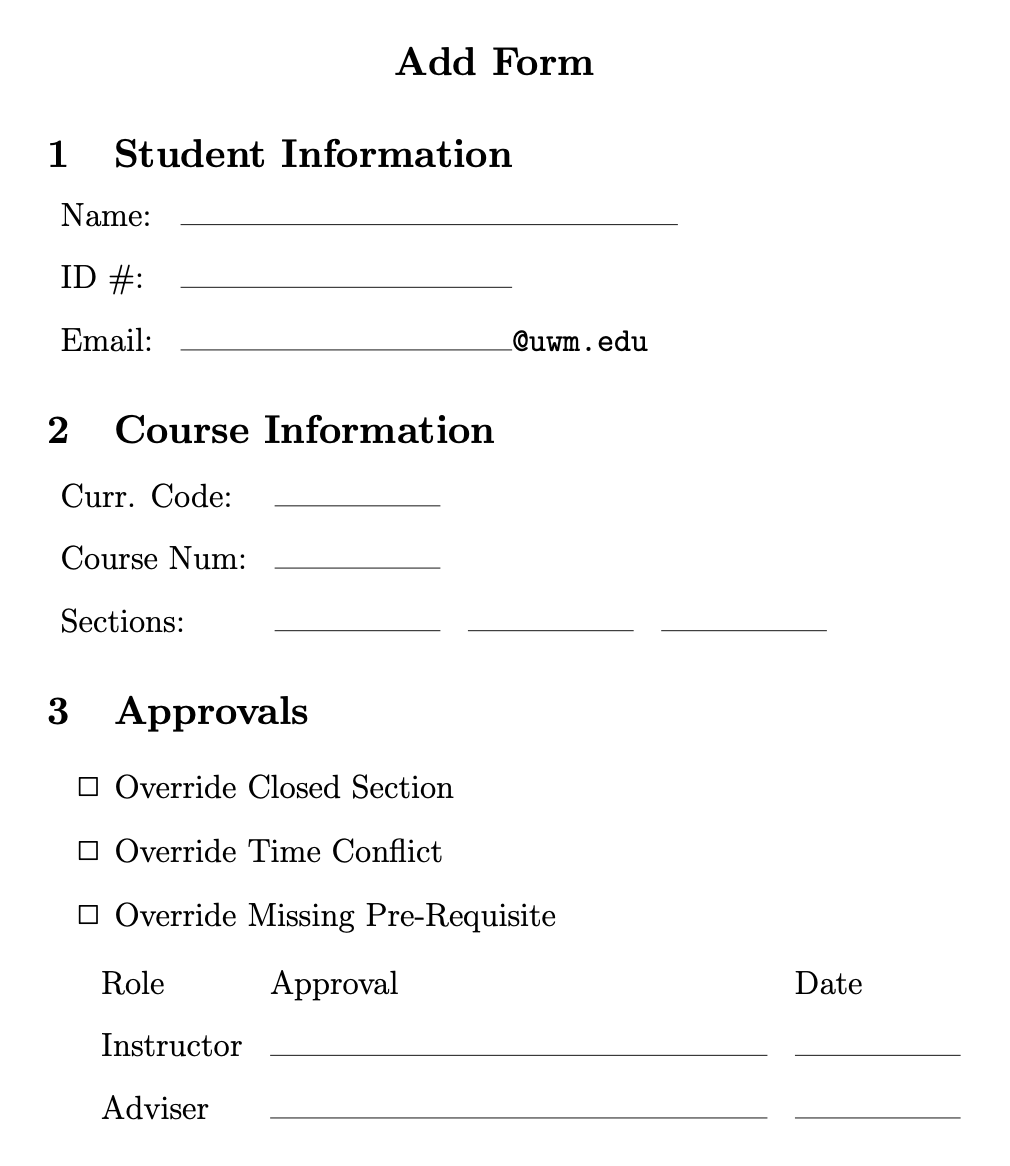 Add Form
1 Student Information
Name:
ID #:
Email: @uwm.edu
2 Course Information
Curr. Code:
Course Num:
Sections:
3 Approvals
☐ Override Closed Section
☐ Override Time Conflict
☐ Override Missing Pre-Requisite
Role Approval Date
Instructor
Adviser